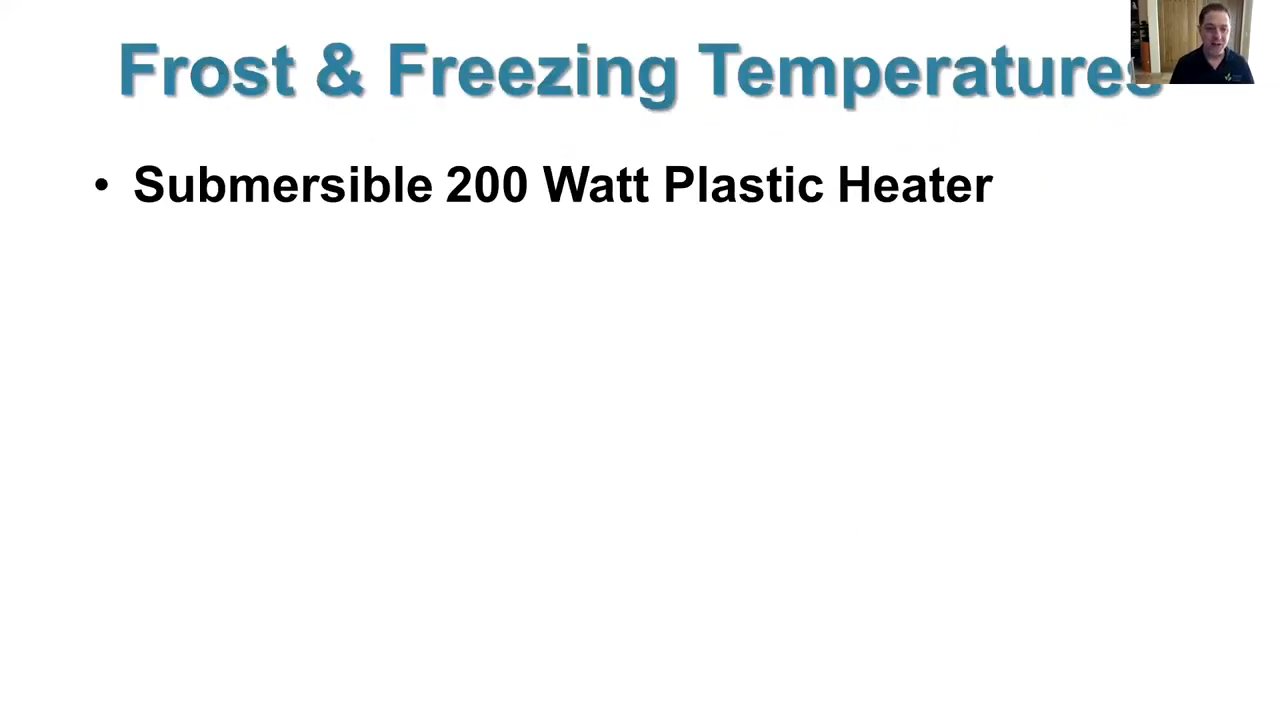 Frost & Freezing Temperatures
• Submersible 200 Watt Plastic Heater